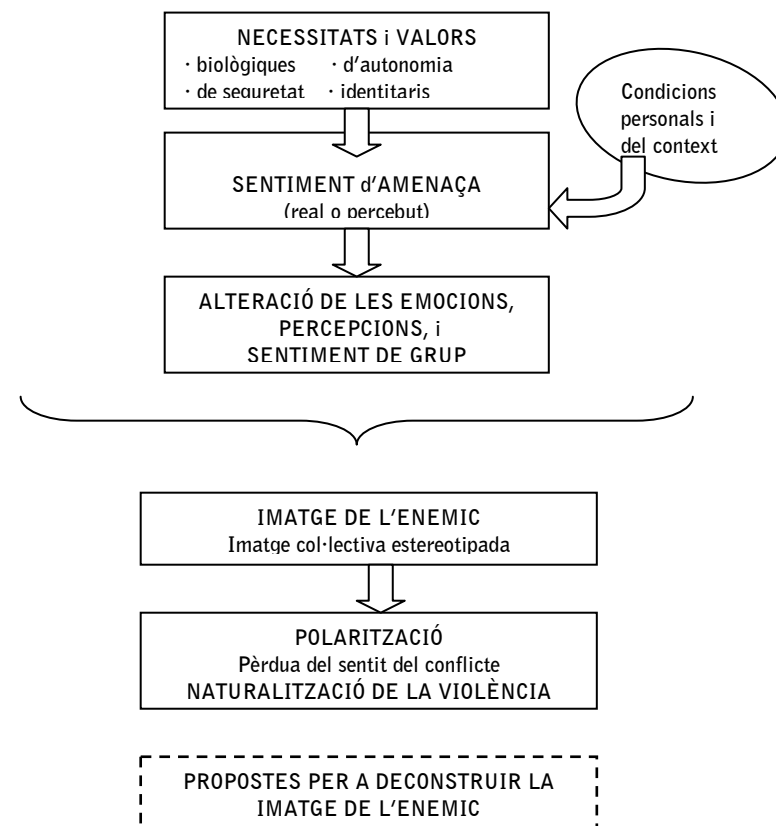 NECESSITATS i VALORS
· biològiques · d'autonomia
· de seguretat · identitaris
Condicions
personals i
del context
SENTIMENT d'AMENAÇA
(real o percebut)
ALTERACIÓ DE LES EMOCIONS,
PERCEPCIONS, i
SENTIMENT DE GRUP
IMATGE DE L'ENEMIC
Imatge col·lectiva estereotipada
POLARITZACIÓ
Pèrdua del sentit del conflicte
NATURALITZACIÓ DE LA VIOLÈNCIA
PROPOSTES PER A DECONSTRUIR LA
IMATGE DE L'ENEMIC